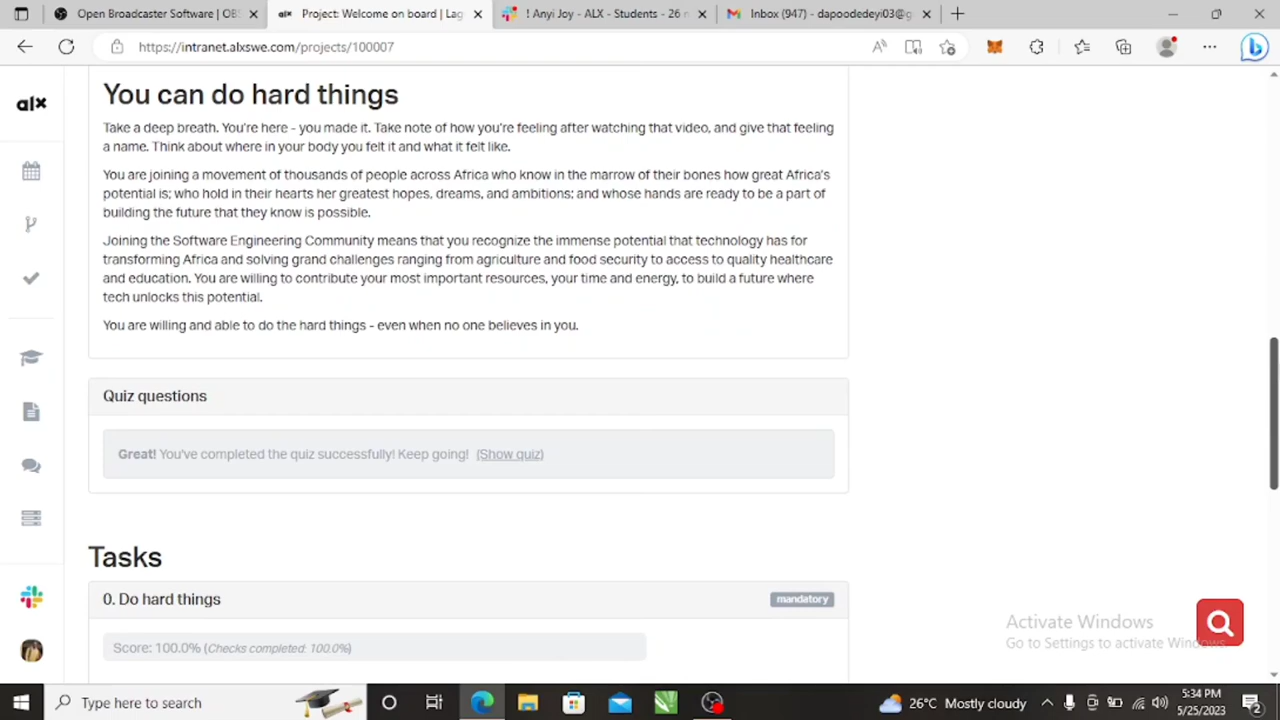 Open Broadcaster Software | OBS
Project: Welcome on board | Lag
! Anyi Joy - ALX - Students - 26 n
Inbox (947) - dapoodedeyi03@g
https://intranet.alxswe.com/projects/100007
alx
You can do hard things
Take a deep breath. You're here - you made it. Take note of how you're feeling after watching that video, and give that feeling
a name. Think about where in your body you felt it and what it felt like.
You are joining a movement of thousands of people across Africa who know in the marrow of their bones how great Africa's
potential is; who hold in their hearts her greatest hopes, dreams, and ambitions; and whose hands are ready to be a part of
building the future that they know is possible.
Joining the Software Engineering Community means that you recognize the immense potential that technology has for
transforming Africa and solving grand challenges ranging from agriculture and food security to access to quality healthcare
and education. You are willing to contribute your most important resources, your time and energy, to build a future where
tech unlocks this potential.
You are willing and able to do the hard things - even when no one believes in you.
Quiz questions
Great! You've completed the quiz successfully! Keep going! (Show quiz)
Tasks
0. Do hard things
mandatory
Score: 100.0% (Checks completed: 100.0%)
Activate Windows
Go to Settings to activate Windows.
Type here to search
26°C Mostly cloudy
5:34 PM
5/25/2023
2